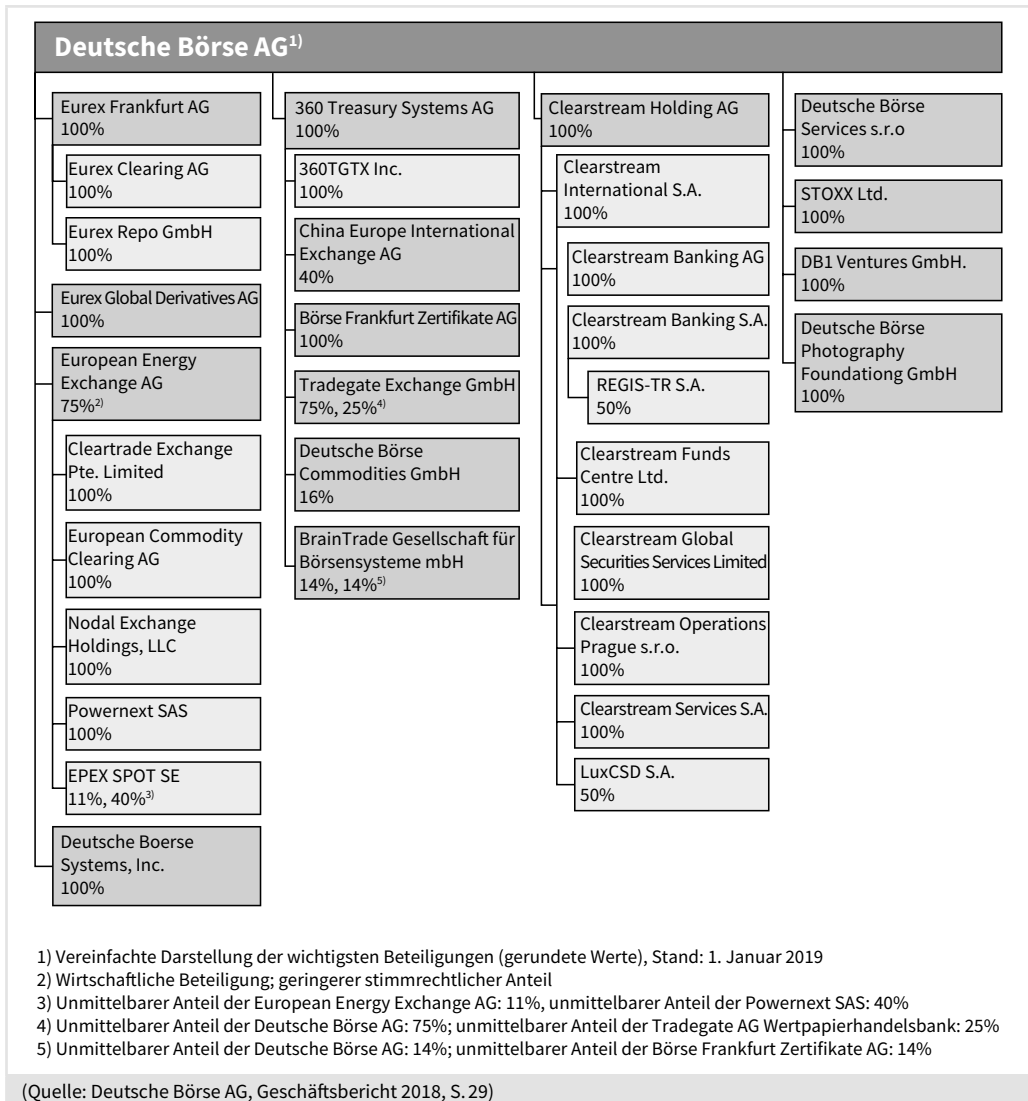 Deutsche Börse AG1)
Eurex Frankfurt AG
100%
Eurex Clearing AG
100%
Eurex Repo GmbH
100%
Eurex Global Derivatives AG
100%
European Energy
Exchange AG
75%2)
Cleartrade Exchange
Pte. Limited
100%
European Commodity
Clearing AG
100%
Nodal Exchange
Holdings, LLC
100%
Powernext SAS
100%
EPEX SPOT SE
11%, 40%3)
Deutsche Boerse
Systems, Inc.
100%
360 Treasury Systems AG
100%
360TGTX Inc.
100%
China Europe International
Exchange AG
40%
Börse Frankfurt Zertifikate AG
100%
Tradegate Exchange GmbH
75%, 25%4)
Deutsche Börse
Commodities GmbH
16%
BrainTrade Gesellschaft für
Börsensysteme mbH
14%, 14%5)
Clearstream Holding AG
100%
Clearstream
International S.A.
100%
Clearstream Banking AG
100%
Clearstream Banking S.A.
100%
REGIS-TR S.A.
50%
Clearstream Funds
Centre Ltd.
100%
Clearstream Global
Securities Services Limited
100%
Clearstream Operations
Prague s.r.o.
100%
Clearstream Services S.A.
100%
LuxCSD S.A.
50%
Deutsche Börse
Services s.r.o
100%
STOXX Ltd.
100%
DB1 Ventures GmbH.
100%
Deutsche Börse
Photography
Foundationg GmbH
100%
1) Vereinfachte Darstellung der wichtigsten Beteiligungen (gerundete Werte), Stand: 1. Januar 2019
2) Wirtschaftliche Beteiligung; geringerer stimmrechtlicher Anteil
3) Unmittelbarer Anteil der European Energy Exchange AG: 11%, unmittelbarer Anteil der Powernext SAS: 40%
4) Unmittelbarer Anteil der Deutsche Börse AG: 75%; unmittelbarer Anteil der Tradegate AG Wertpapierhandelsbank: 25%
5) Unmittelbarer Anteil der Deutsche Börse AG: 14%; unmittelbarer Anteil der Börse Frankfurt Zertifikate AG: 14%
(Quelle: Deutsche Börse AG, Geschäftsbericht 2018, S. 29)